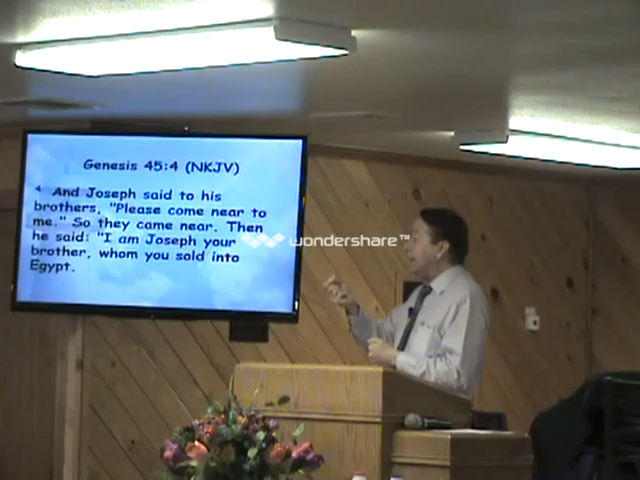 Genesis 45:4 (NKJV)
4 And Joseph said to his
brothers, "Please come near to
me." So they came near. Then
he said: "I am Joseph your
brother, whom you sold into
Egypt.
wondershare™